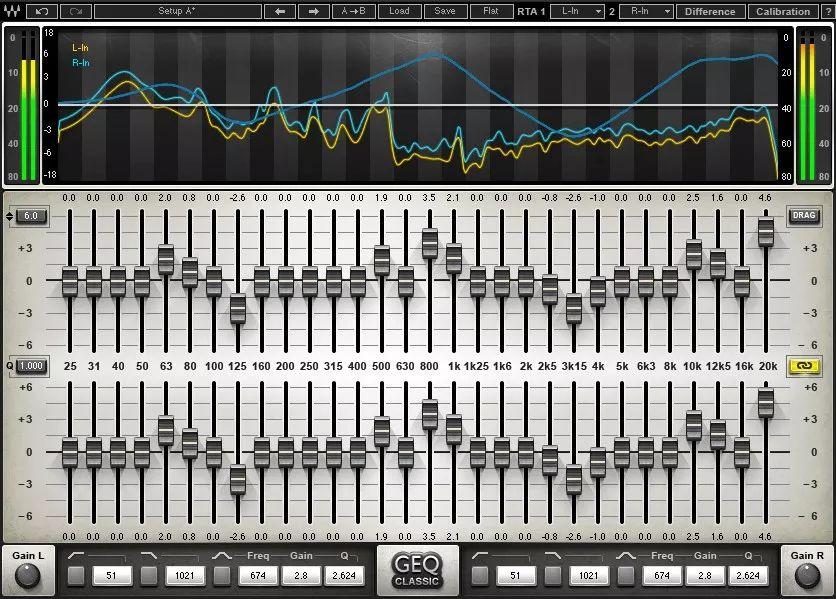 Setup A* A→B Load Save Flat RTA 1 L-In 2 R-In Difference Calibration ?
0 18 0 0
L-In
6
R-In
10 3 20 10
20 0 40 20
-3
40 60 40
-6
80 -18 80 80
0.0 0.0 0.0 0.0 2.0 0.8 0.0 -2.6 0.0 0.0 0.0 0.0 0.0 1.9 0.0 3.5 2.1 0.0 0.0 0.0 -0.8 -2.6 -1.0 0.0 0.0 0.0 2.5 1.6 0.0 4.6
6.0 DRAG
+3 +3
0 0
-3 -3
-6 -6
Q 1.000 25 31 40 50 63 80 100 125 160 200 250 315 400 500 630 800 1k 1k25 1k6 2k 2k5 3k15 4k 5k 6k3 8k 10k 12k5 16k 20k
+6 +6
+3 +3
0 0
-3 -3
-6 -6
0.0 0.0 0.0 0.0 2.0 0.8 0.0 -2.6 0.0 0.0 0.0 0.0 0.0 1.9 0.0 3.5 2.1 0.0 0.0 0.0 -0.8 -2.6 -1.0 0.0 0.0 0.0 2.5 1.6 0.0 4.6
Gain L Freq Gain Q GEQ Freq Gain Q Gain R
51 1021 674 2.8 2.624 CLASSIC 51 1021 674 2.8 2.624